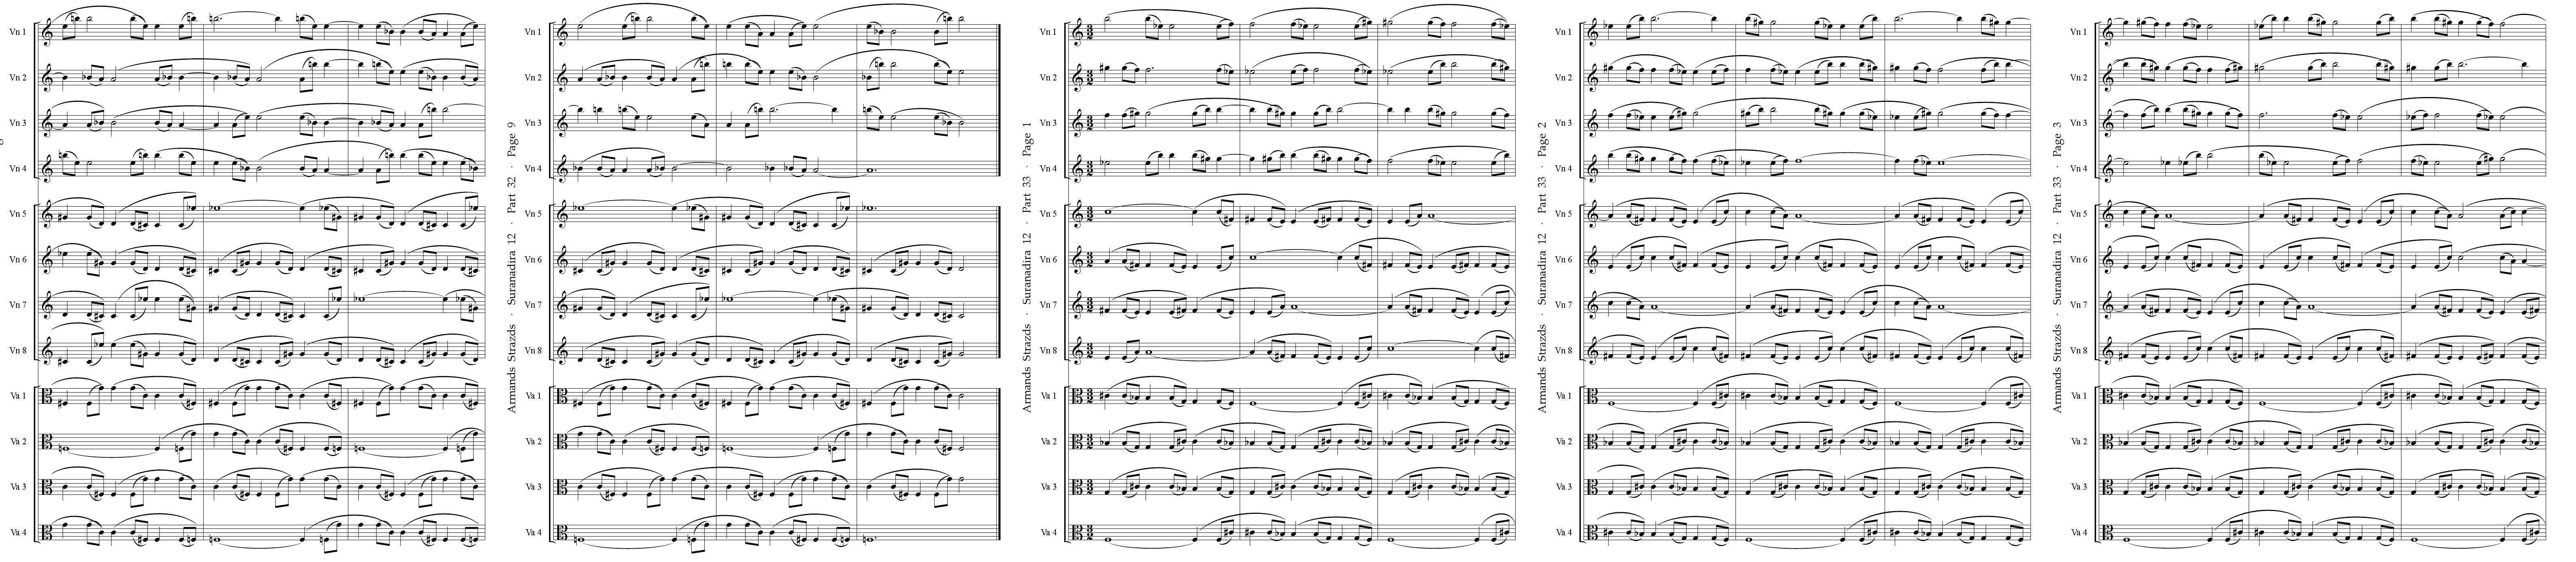 Vn 1
Vn 2
Vn 3
Vn 4
Vn 5
Vn 6
Vn 7
Vn 8
Va 1
Va 2
Va 3
Va 4
Armands Strazds · Suranadira 12 · Part 32 · Page 9
Vn 1
Vn 2
Vn 3
Vn 4
Vn 5
Vn 6
Vn 7
Vn 8
Va 1
Va 2
Va 3
Va 4
Armands Strazds · Suranadira 12 · Part 33 · Page 1
Vn 1
Vn 2
Vn 3
Vn 4
Vn 5
Vn 6
Vn 7
Vn 8
Va 1
Va 2
Va 3
Va 4
Armands Strazds · Suranadira 12 · Part 33 · Page 2
Vn 1
Vn 2
Vn 3
Vn 4
Vn 5
Vn 6
Vn 7
Vn 8
Va 1
Va 2
Va 3
Va 4
Armands Strazds · Suranadira 12 · Part 33 · Page 3
Vn 1
Vn 2
Vn 3
Vn 4
Vn 5
Vn 6
Vn 7
Vn 8
Va 1
Va 2
Va 3
Va 4